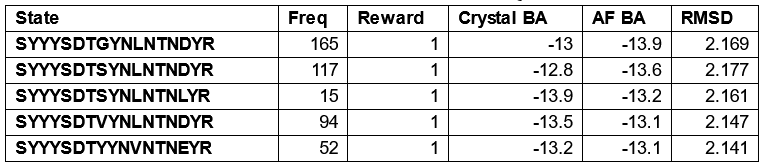 State Freq Reward Crystal BA AF BA RMSD
SYYYSDTGYNLNTNDYR 165 1 -13 -13.9 2.169
SYYYSDTSYNLNTNDYR 117 1 -12.8 -13.6 2.177
SYYYSDTSYNLNTNLYR 15 1 -13.9 -13.2 2.161
SYYYSDTVYNLNTNDYR 94 1 -13.5 -13.1 2.147
SYYYSDTYYNVNTNEYR 52 1 -13.2 -13.1 2.141